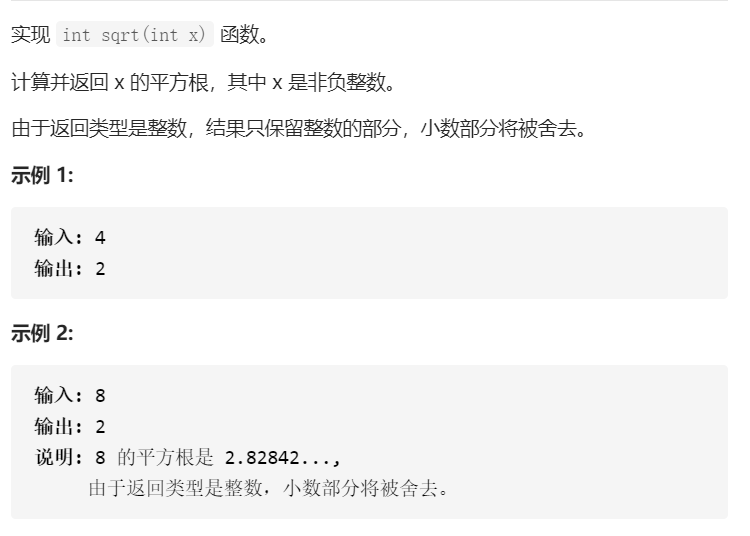 实现 int sqrt(int x) 函数。
计算并返回 x 的平方根，其中 x 是非负整数。
由于返回类型是整数，结果只保留整数的部分，小数部分将被舍去。
示例 1:
输入: 4
输出: 2
示例 2:
输入: 8
输出: 2
说明: 8 的平方根是 2.82842...,
由于返回类型是整数，小数部分将被舍去。